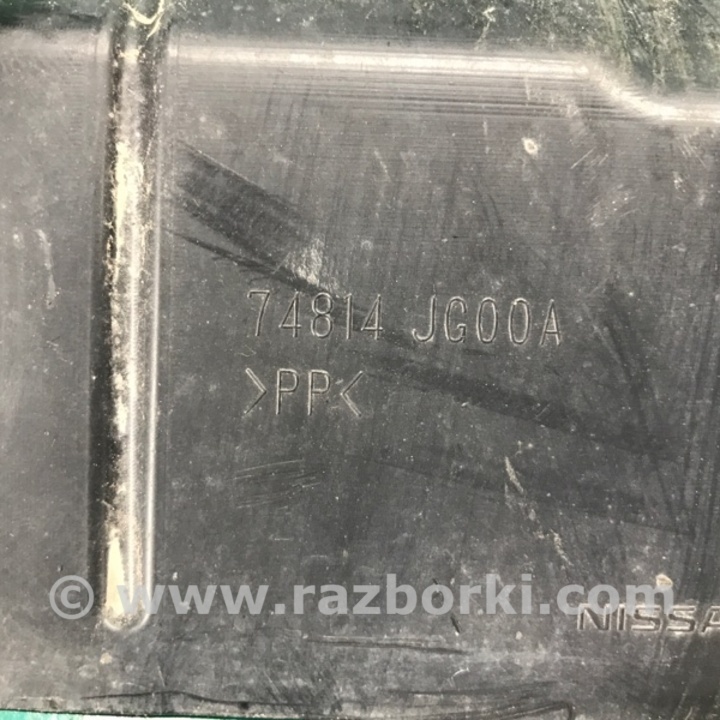 74814 JG00A
>PP<
© www.razborki.com
NISSA